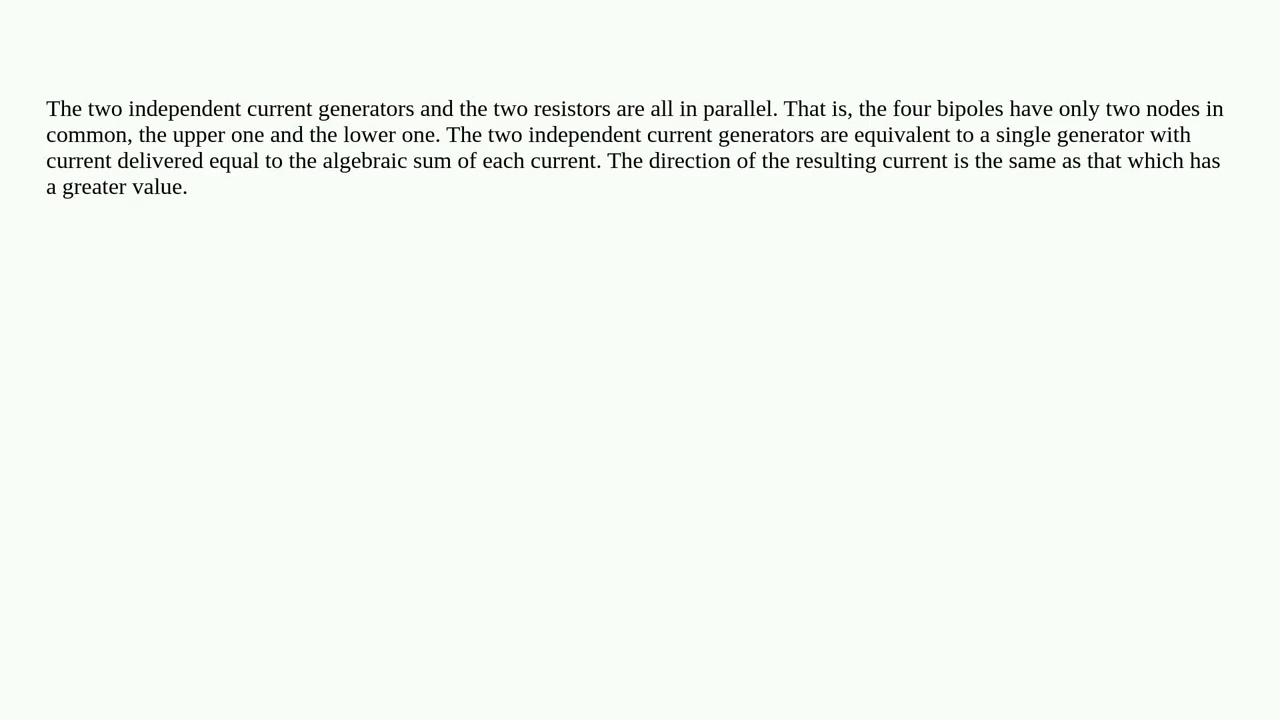 The two independent current generators and the two resistors are all in parallel. That is, the four bipoles have only two nodes in
common, the upper one and the lower one. The two independent current generators are equivalent to a single generator with
current delivered equal to the algebraic sum of each current. The direction of the resulting current is the same as that which has
a greater value.